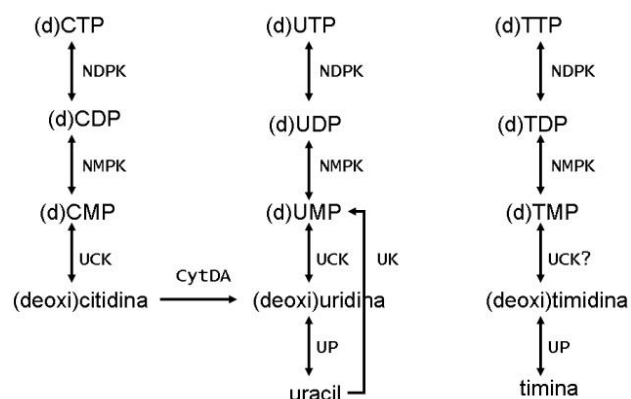 (d)CTP (d)UTP (d)TTP
NDPK NDPK NDPK
(d)CDP (d)UDP (d)TDP
NMPK NMPK NMPK
(d)CMP (d)UMP (d)TMP
UCK UCK UK UCK?
CytDA
(deoxi)citidina (deoxi)uridina (deoxi)timidina
UP UP
uracil timina